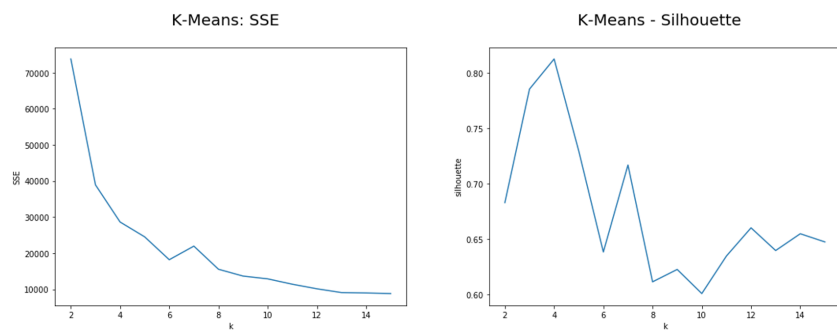 K-Means: SSE
70000
60000
50000
40000
30000
20000
10000
SSE
2 4 6 8 10 12 14
k
K-Means - Silhouette
0.80
0.75
0.70
0.65
0.60
silhouette
2 4 6 8 10 12 14
k